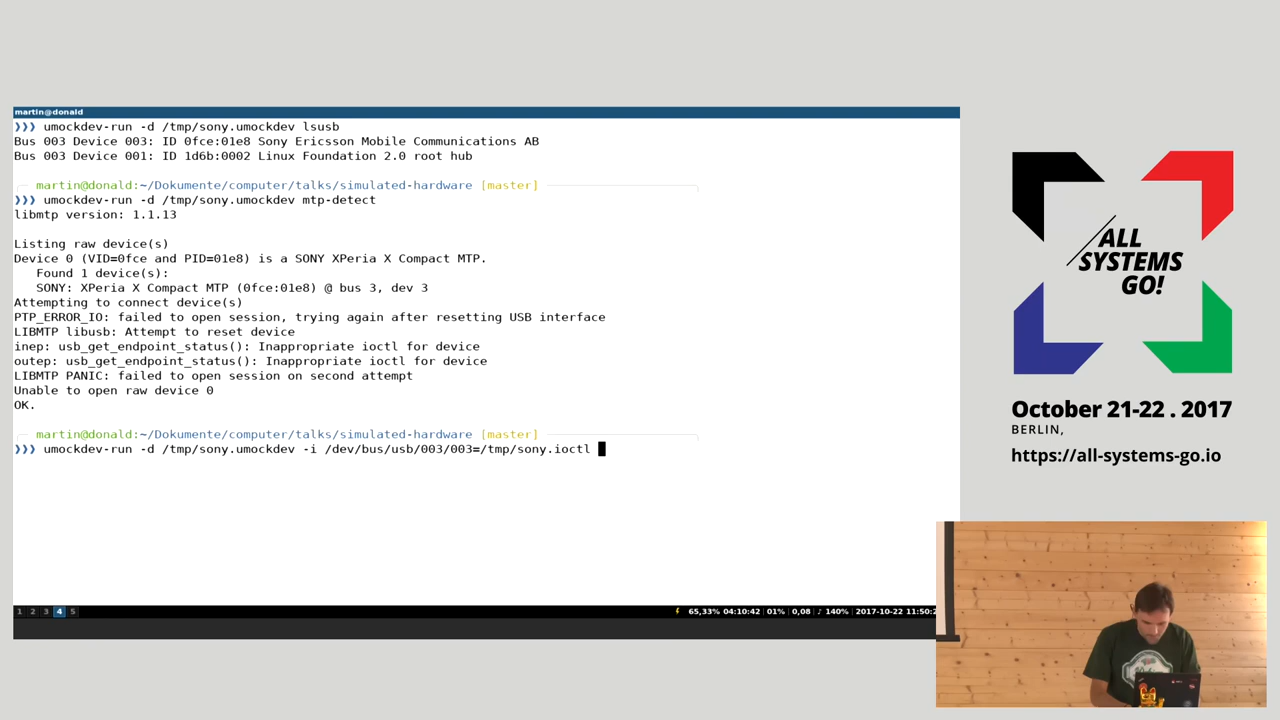 martin@donald
❱❱❱ umockdev-run -d /tmp/sony.umockdev lsusb
Bus 003 Device 003: ID 0fce:01e8 Sony Ericsson Mobile Communications AB
Bus 003 Device 001: ID 1d6b:0002 Linux Foundation 2.0 root hub
martin@donald:~/Dokumente/computer/talks/simulated-hardware [master]
❱❱❱ umockdev-run -d /tmp/sony.umockdev mtp-detect
libmtp version: 1.1.13
Listing raw device(s)
Device 0 (VID=0fce and PID=01e8) is a SONY XPeria X Compact MTP.
Found 1 device(s):
SONY: XPeria X Compact MTP (0fce:01e8) @ bus 3, dev 3
Attempting to connect device(s)
PTP_ERROR_IO: failed to open session, trying again after resetting USB interface
LIBMTP libusb: Attempt to reset device
inep: usb_get_endpoint_status(): Inappropriate ioctl for device
outep: usb_get_endpoint_status(): Inappropriate ioctl for device
LIBMTP PANIC: failed to open session on second attempt
Unable to open raw device 0
OK.
martin@donald:~/Dokumente/computer/talks/simulated-hardware [master]
❱❱❱ umockdev-run -d /tmp/sony.umockdev -i /dev/bus/usb/003/003=/tmp/sony.ioctl
1 2 3 4 5
65,33% 04:10:42 01% 0,08 ♪ 140% 2017-10-22 11:50:2
ALL
SYSTEMS
GO!
October 21-22 . 2017
BERLIN,
https://all-systems-go.io